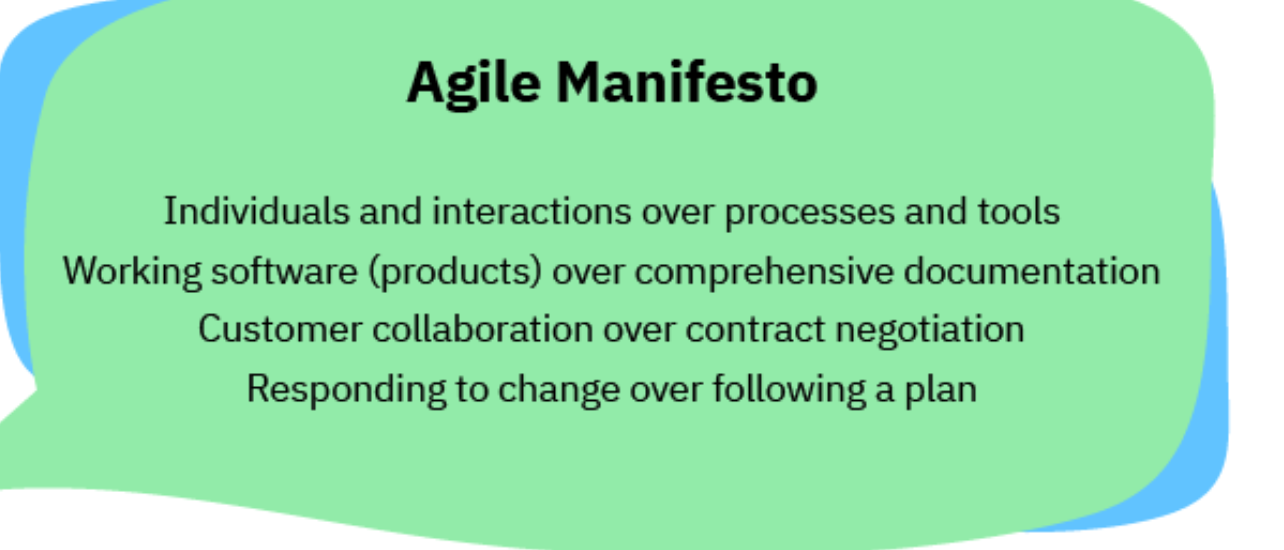 Agile Manifesto
Individuals and interactions over processes and tools
Working software (products) over comprehensive documentation
Customer collaboration over contract negotiation
Responding to change over following a plan